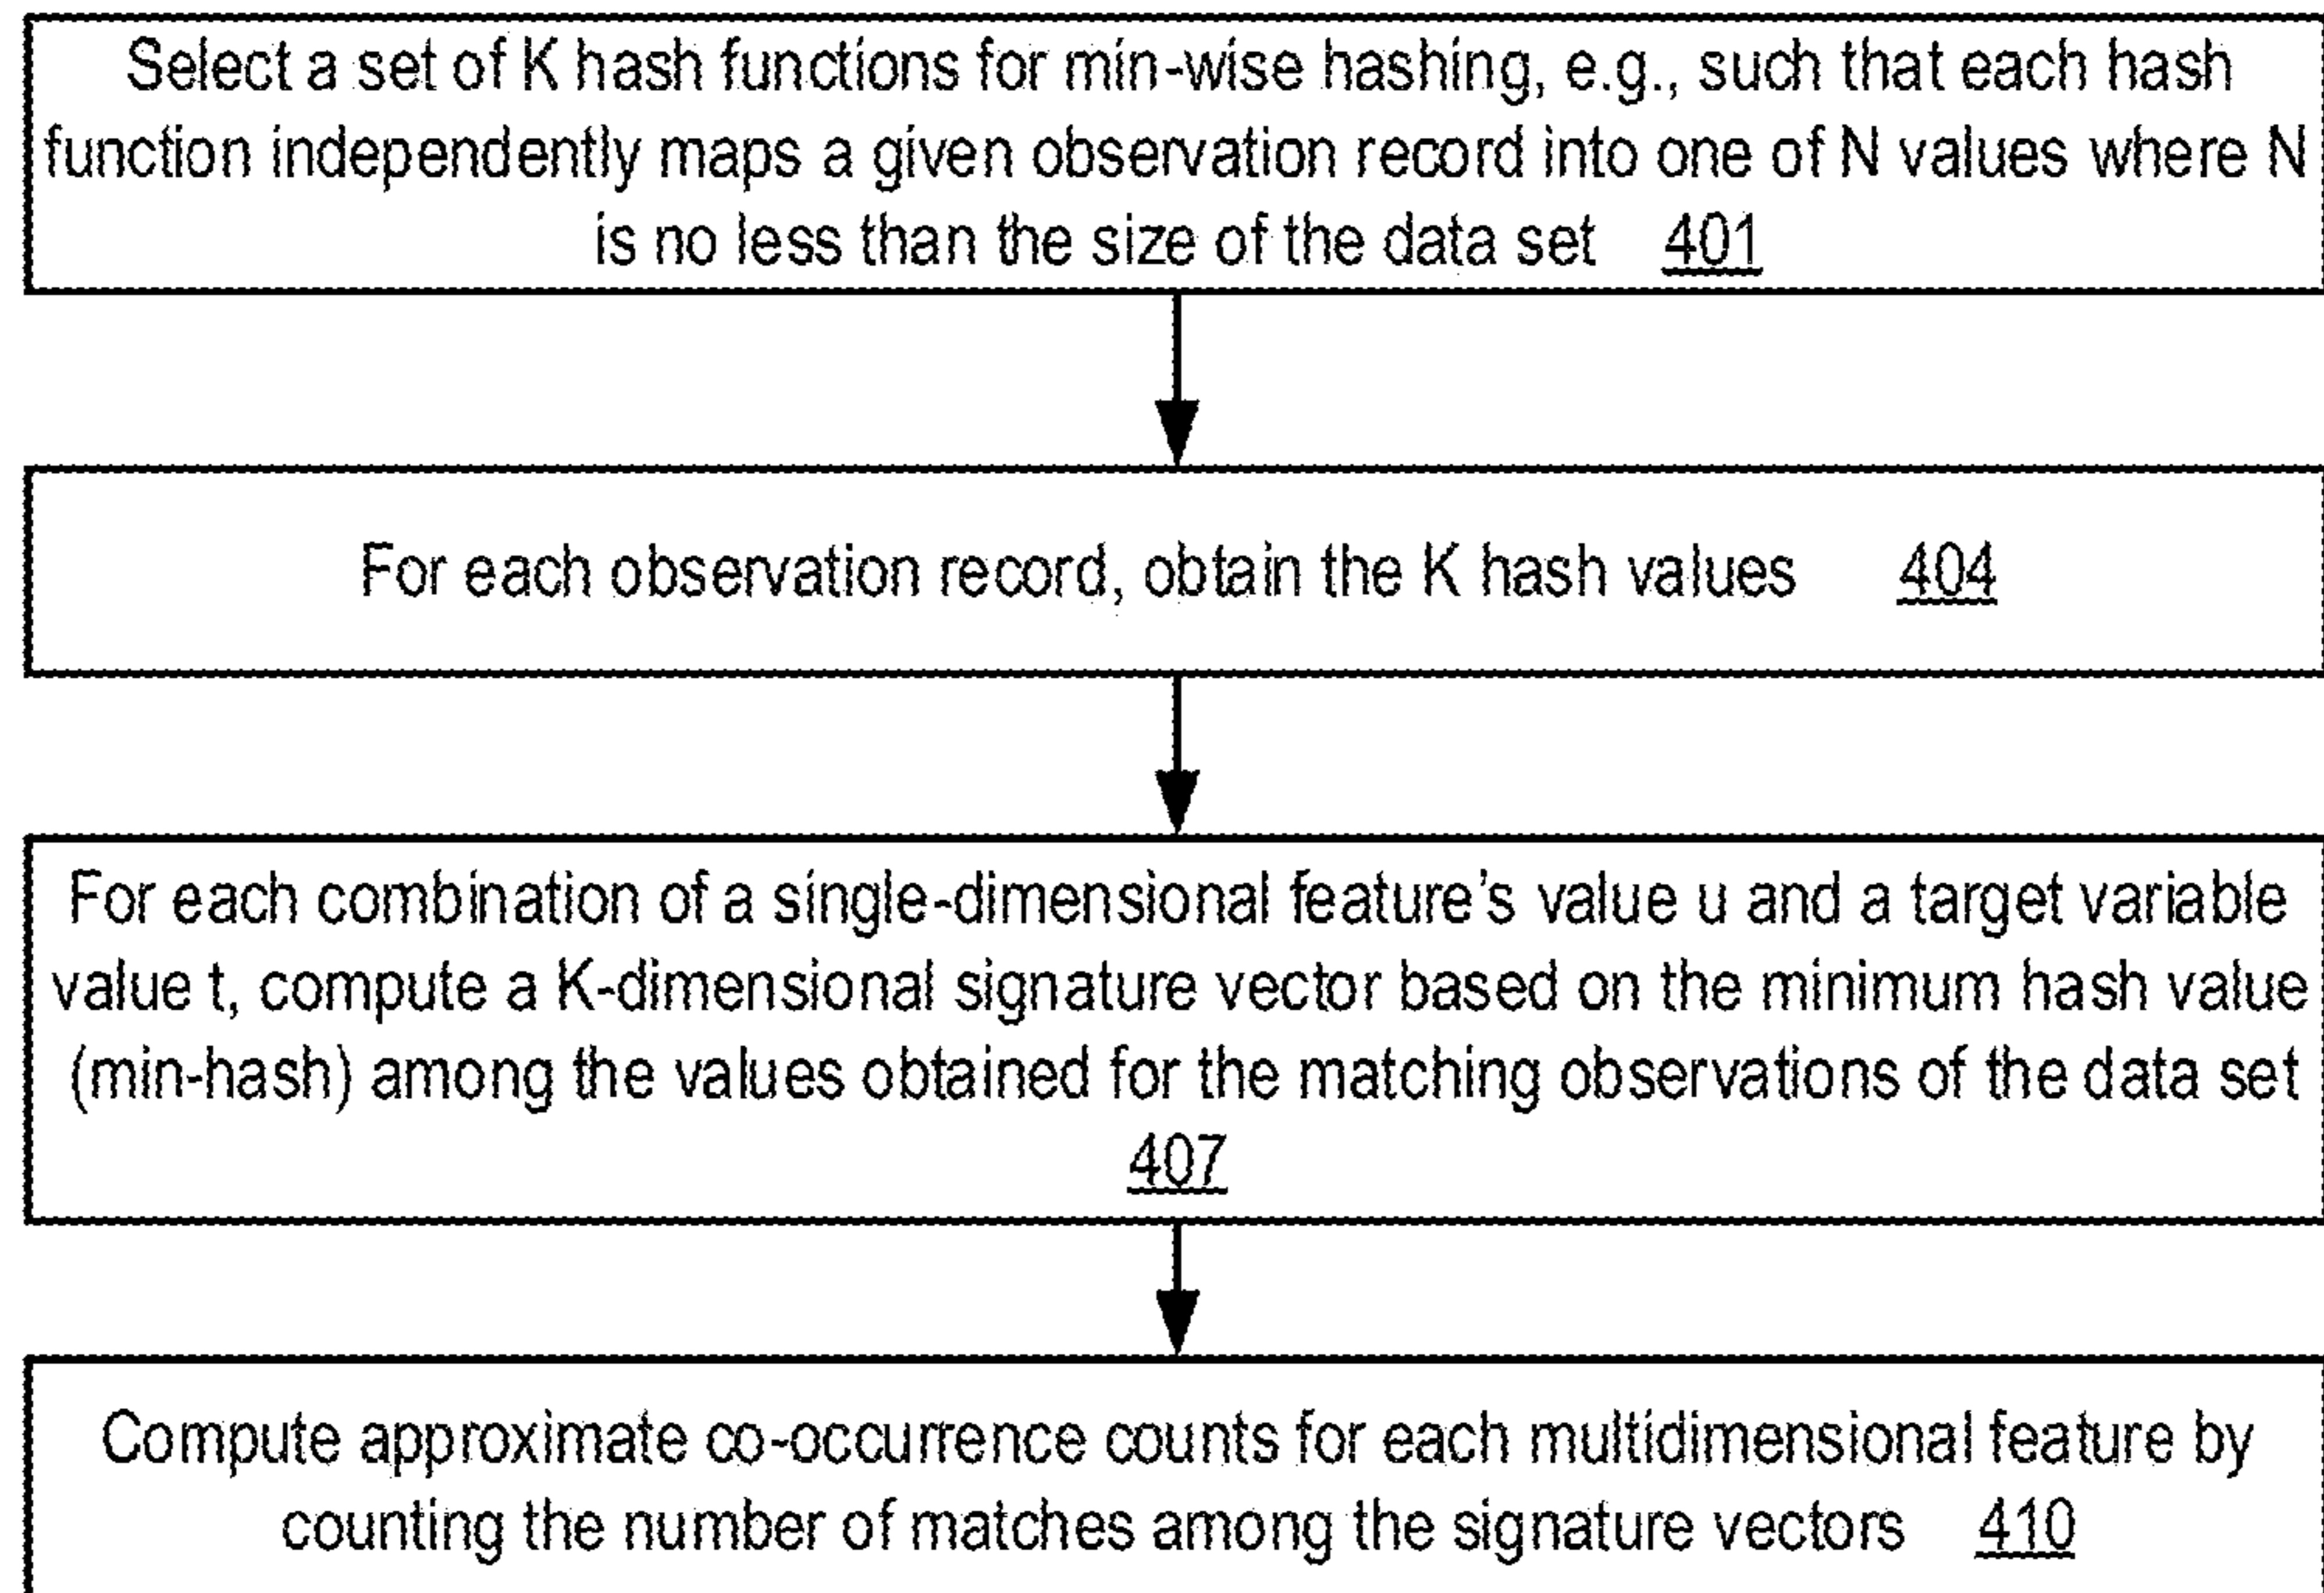 Select a set of K hash functions for min-wise hashing, e.g., such that each hash
function independently maps a given observation record into one of N values where N
is no less than the size of the data set 401
For each observation record, obtain the K hash values 404
For each combination of a single-dimensional feature's value u and a target variable
value t, compute a K-dimensional signature vector based on the minimum hash value
(min-hash) among the values obtained for the matching observations of the data set
407
Compute approximate co-occurrence counts for each multidimensional feature by
counting the number of matches among the signature vectors 410